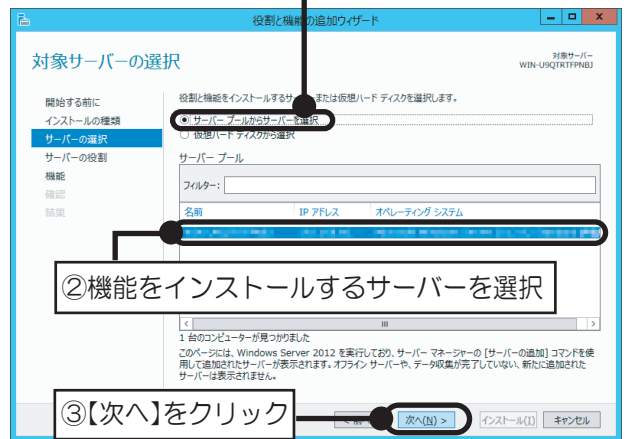 役割と機能の追加ウィザード
対象サーバーの選択
対象サーバー
WIN-U9QTRTFPNBJ
開始する前に
インストールの種類
サーバーの選択
サーバーの役割
機能
確認
結果
役割と機能をインストールするサーバーまたは仮想ハード ディスクを選択します。
サーバー プールからサーバーを選択
仮想ハード ディスクから選択
サーバー プール
フィルター:
名前 IP アドレス オペレーティング システム
②機能をインストールするサーバーを選択
1 台のコンピューターが見つかりました
このページには、Windows Server 2012 を実行しており、サーバー マネージャーの [サーバーの追加] コマンドを使
用して追加されたサーバーが表示されます。オフライン サーバーや、データ収集が完了していない、新たに追加された
サーバーは表示されません。
③【次へ】をクリック
次へ(N) > インストール(I) キャンセル